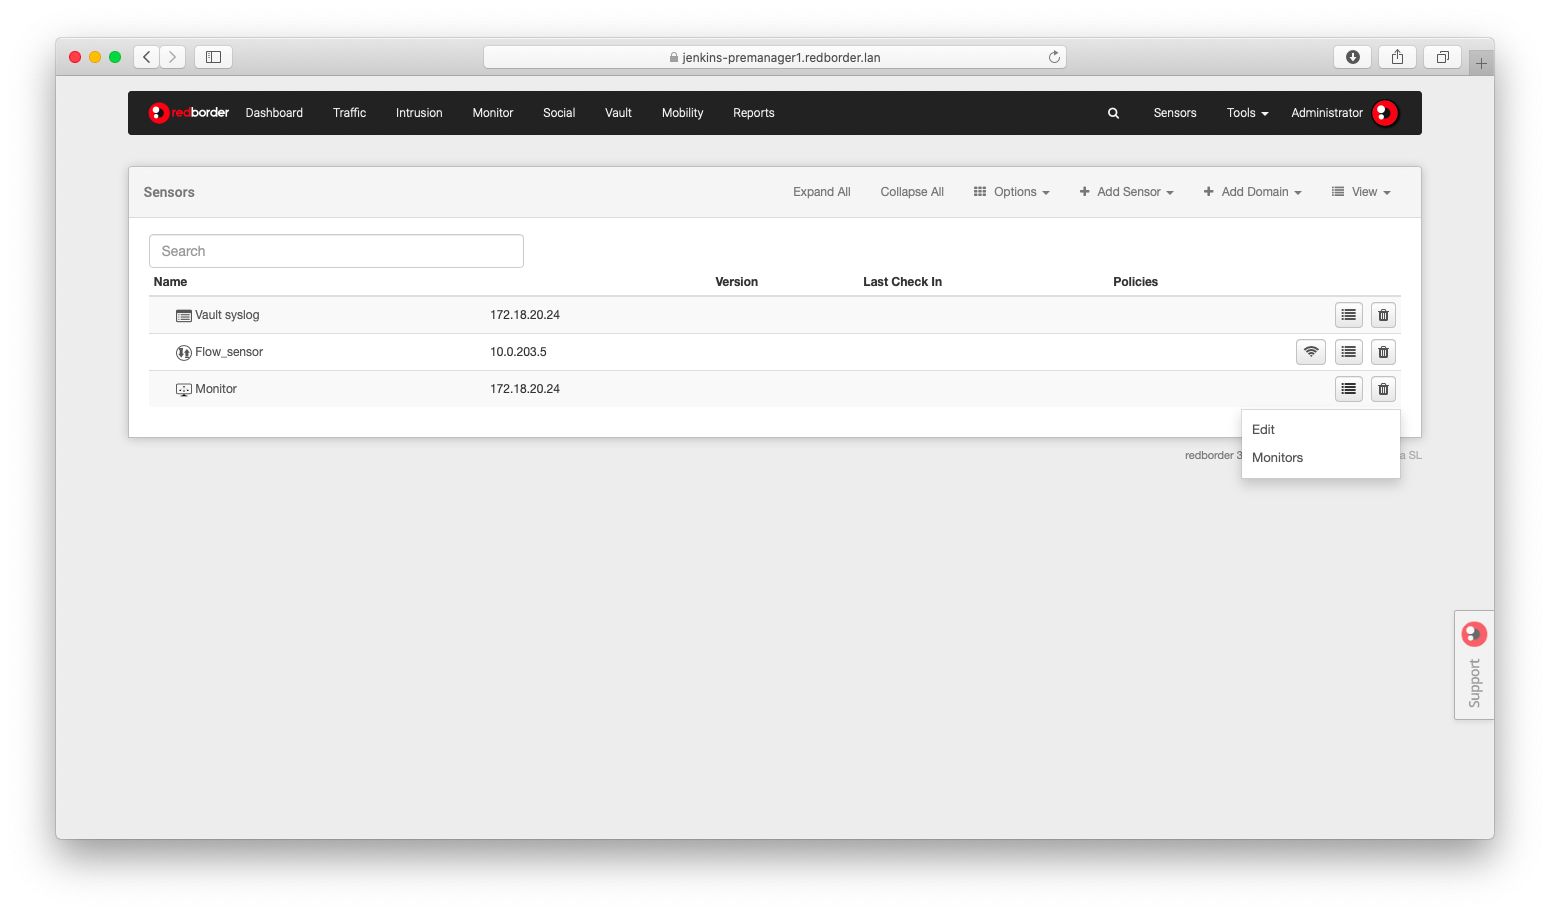 jenkins-premanager1.redborder.lan
redborder Dashboard Traffic Intrusion Monitor Social Vault Mobility Reports Sensors Tools Administrator
Sensors Expand All Collapse All Options Add Sensor Add Domain View
Search
Name Version Last Check In Policies
Vault syslog 172.18.20.24
Flow_sensor 10.0.203.5
Monitor 172.18.20.24
Edit
redborder 3 a SL
Monitors
Support